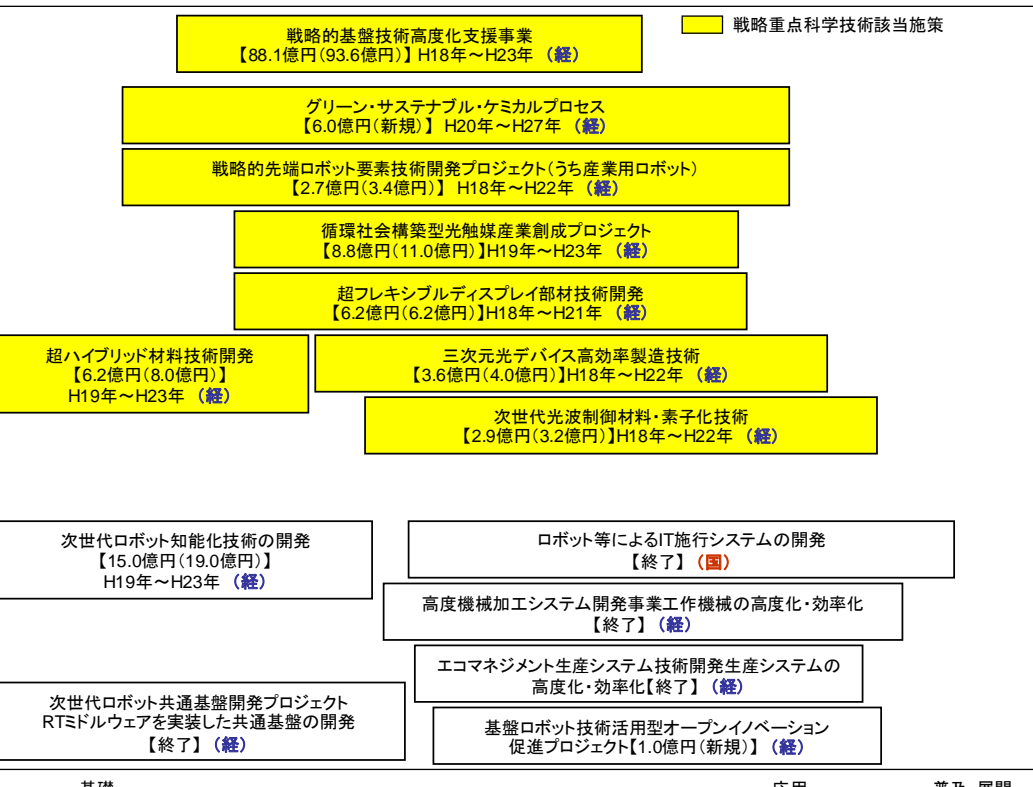 戦略重点科学技術該当施策
戦略的基盤技術高度化支援事業
【88.1億円(93.6億円)】 H18年～H23年 (経)
グリーン・サステナブル・ケミカルプロセス
【6.0億円(新規)】 H20年～H27年 (経)
戦略的先端ロボット要素技術開発プロジェクト(うち産業用ロボット)
【2.7億円(3.4億円)】 H18年～H22年 (経)
循環社会構築型光触媒産業創成プロジェクト
【8.8億円(11.0億円)】H19年～H23年 (経)
超フレキシブルディスプレイ部材技術開発
【6.2億円(6.2億円)】H18年～H21年 (経)
超ハイブリッド材料技術開発
【6.2億円(8.0億円)】
H19年～H23年 (経)
三次元光デバイス高効率製造技術
【3.6億円(4.0億円)】H18年～H22年 (経)
次世代光波制御材料・素子化技術
【2.9億円(3.2億円)】H18年～H22年 (経)
次世代ロボット知能化技術の開発
【15.0億円(19.0億円)】
H19年～H23年 (経)
ロボット等によるIT施行システムの開発
【終了】 (国)
高度機械加工システム開発事業工作機械の高度化・効率化
【終了】 (経)
エコマネジメント生産システム技術開発生産システムの
高度化・効率化【終了】 (経)
次世代ロボット共通基盤開発プロジェクト
RTミドルウェアを実装した共通基盤の開発
【終了】 (経)
基盤ロボット技術活用型オープンイノベーション
促進プロジェクト【1.0億円(新規)】 (経)
基礎 応用 普及・展開